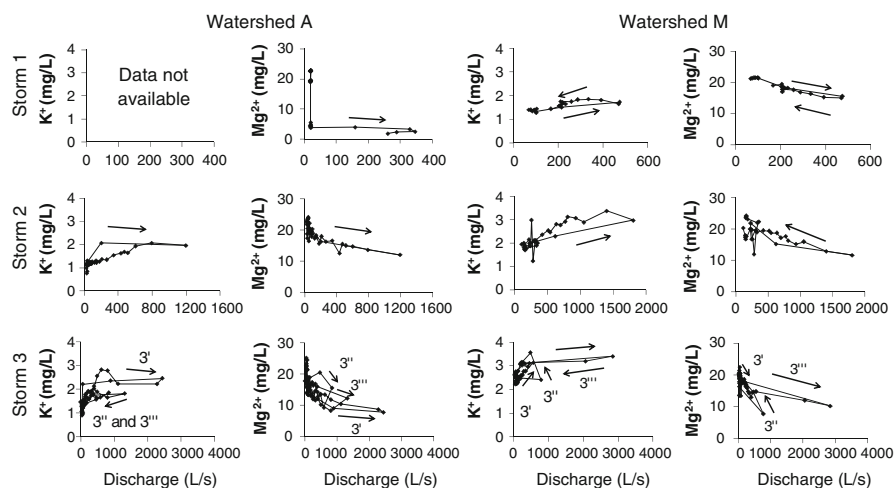 Watershed A
Watershed M
Storm 1
K+ (mg/L)
4
3
2
1
0
Data not
available
0 100 200 300 400
Mg2+ (mg/L)
30
20
10
0
0 100 200 300 400
K+ (mg/L)
4
3
2
1
0
0 200 400 600
Mg2+ (mg/L)
30
20
10
0
0 200 400 600
Storm 2
K+ (mg/L)
4
3
2
1
0
0 400 800 1200 1600
Mg2+ (mg/L)
30
20
10
0
0 400 800 1200 1600
K+ (mg/L)
4
3
2
1
0
0 500 1000 1500 2000
Mg2+ (mg/L)
30
20
10
0
0 500 1000 1500 2000
Storm 3
K+ (mg/L)
4
3
2
1
0
3'
3'' and 3'''
0 1000 2000 3000 4000
Mg2+ (mg/L)
30
25
20
15
10
5
0
3''
3'''
3'
0 1000 2000 3000 4000
K+ (mg/L)
4
3
2
1
0
3'
3''
3'''
0 1000 2000 3000 4000
Mg2+ (mg/L)
30
20
10
0
3'
3'''
3''
0 1000 2000 3000 4000
Discharge (L/s)
Discharge (L/s)
Discharge (L/s)
Discharge (L/s)